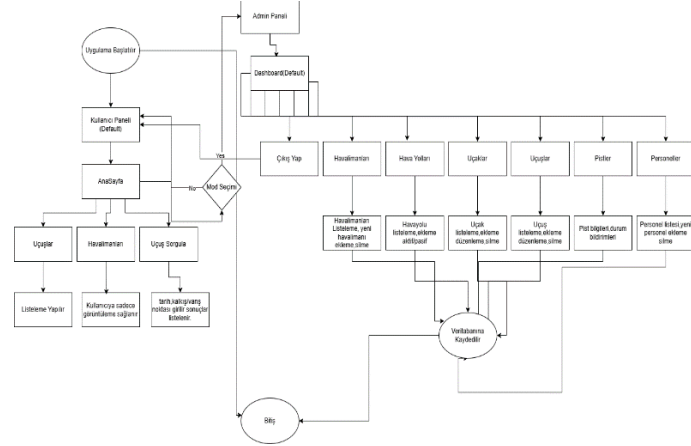 Admin Paneli
Uygulama Başlatılır
Dashboard(Default)
Kullanıcı Paneli
(Default)
Yes
Çıkış Yap
Havalimanları
Hava Yolları
Uçaklar
Uçuşlar
Pistler
Personeller
AnaSayfa
No
Mod Seçimi
Uçuşlar
Havalimanları
Uçuş Sorgula
Havalimanları
Listeleme, yeni
havalimanı
ekleme,silme
Havayolu
listeleme,ekleme
aktif/pasif
Uçak
listeleme,ekleme
düzenleme,silme
Uçuş
listeleme,ekleme
düzenleme,silme
Pist bilgileri,durum
bildirimleri
Personel listesi,yeni
personel ekleme
silme
Listeleme Yapılır
Kullanıcıya sadece
görüntüleme sağlanır
tarih,kalkış/varış
noktası girilir sonuçlar
listelenir.
Veritabanına
Kaydedilir
Bitiş